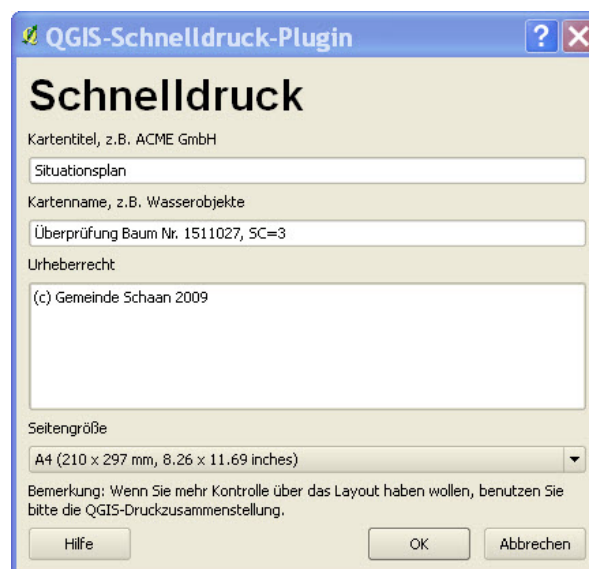 QGIS-Schnelldruck-Plugin
Schnelldruck
Kartentitel, z.B. ACME GmbH
Situationsplan
Kartenname, z.B. Wasserobjekte
Überprüfung Baum Nr. 1511027, SC=3
Urheberrecht
(c) Gemeinde Schaan 2009
Seitengröße
A4 (210 x 297 mm, 8.26 x 11.69 inches)
Bemerkung: Wenn Sie mehr Kontrolle über das Layout haben wollen, benutzen Sie
bitte die QGIS-Druckzusammenstellung.
Hilfe OK Abbrechen